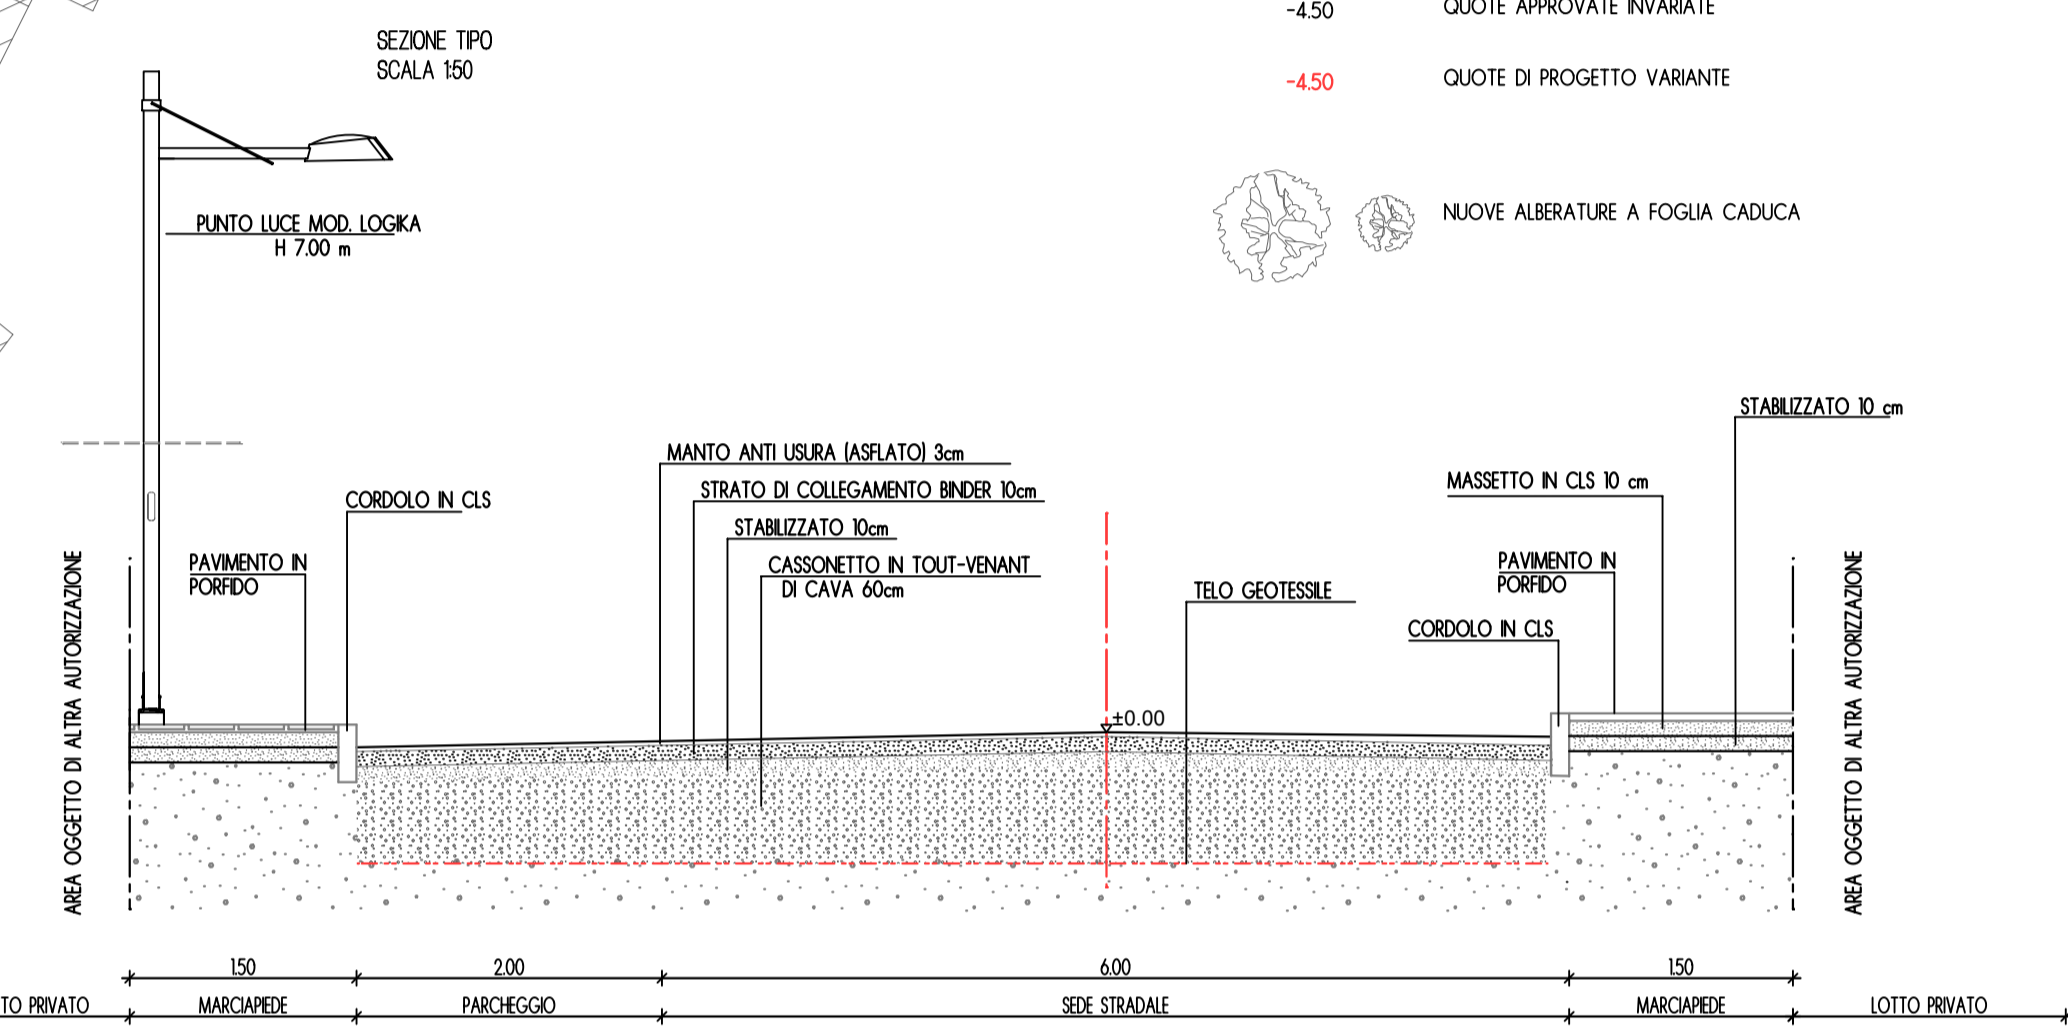 -4.50 QUOTE APPROVATE INVARIATE
SEZIONE TIPO
SCALA 1:50
-4.50 QUOTE DI PROGETTO VARIANTE
NUOVE ALBERATURE A FOGLIA CADUCA
PUNTO LUCE MOD. LOGIKA
H 7.00 m
STABILIZZATO 10 cm
MANTO ANTI USURA (ASFLATO) 3cm
MASSETTO IN CLS 10 cm
STRATO DI COLLEGAMENTO BINDER 10cm
CORDOLO IN CLS
STABILIZZATO 10cm
PAVIMENTO IN
PORFIDO
CASSONETTO IN TOUT-VENANT
DI CAVA 60cm
TELO GEOTESSILE
PAVIMENTO IN
PORFIDO
CORDOLO IN CLS
AREA OGGETTO DI ALTRA AUTORIZZAZIONE
AREA OGGETTO DI ALTRA AUTORIZZAZIONE
±0.00
1.50 2.00 6.00 1.50
TO PRIVATO MARCIAPIEDE PARCHEGGIO SEDE STRADALE MARCIAPIEDE LOTTO PRIVATO